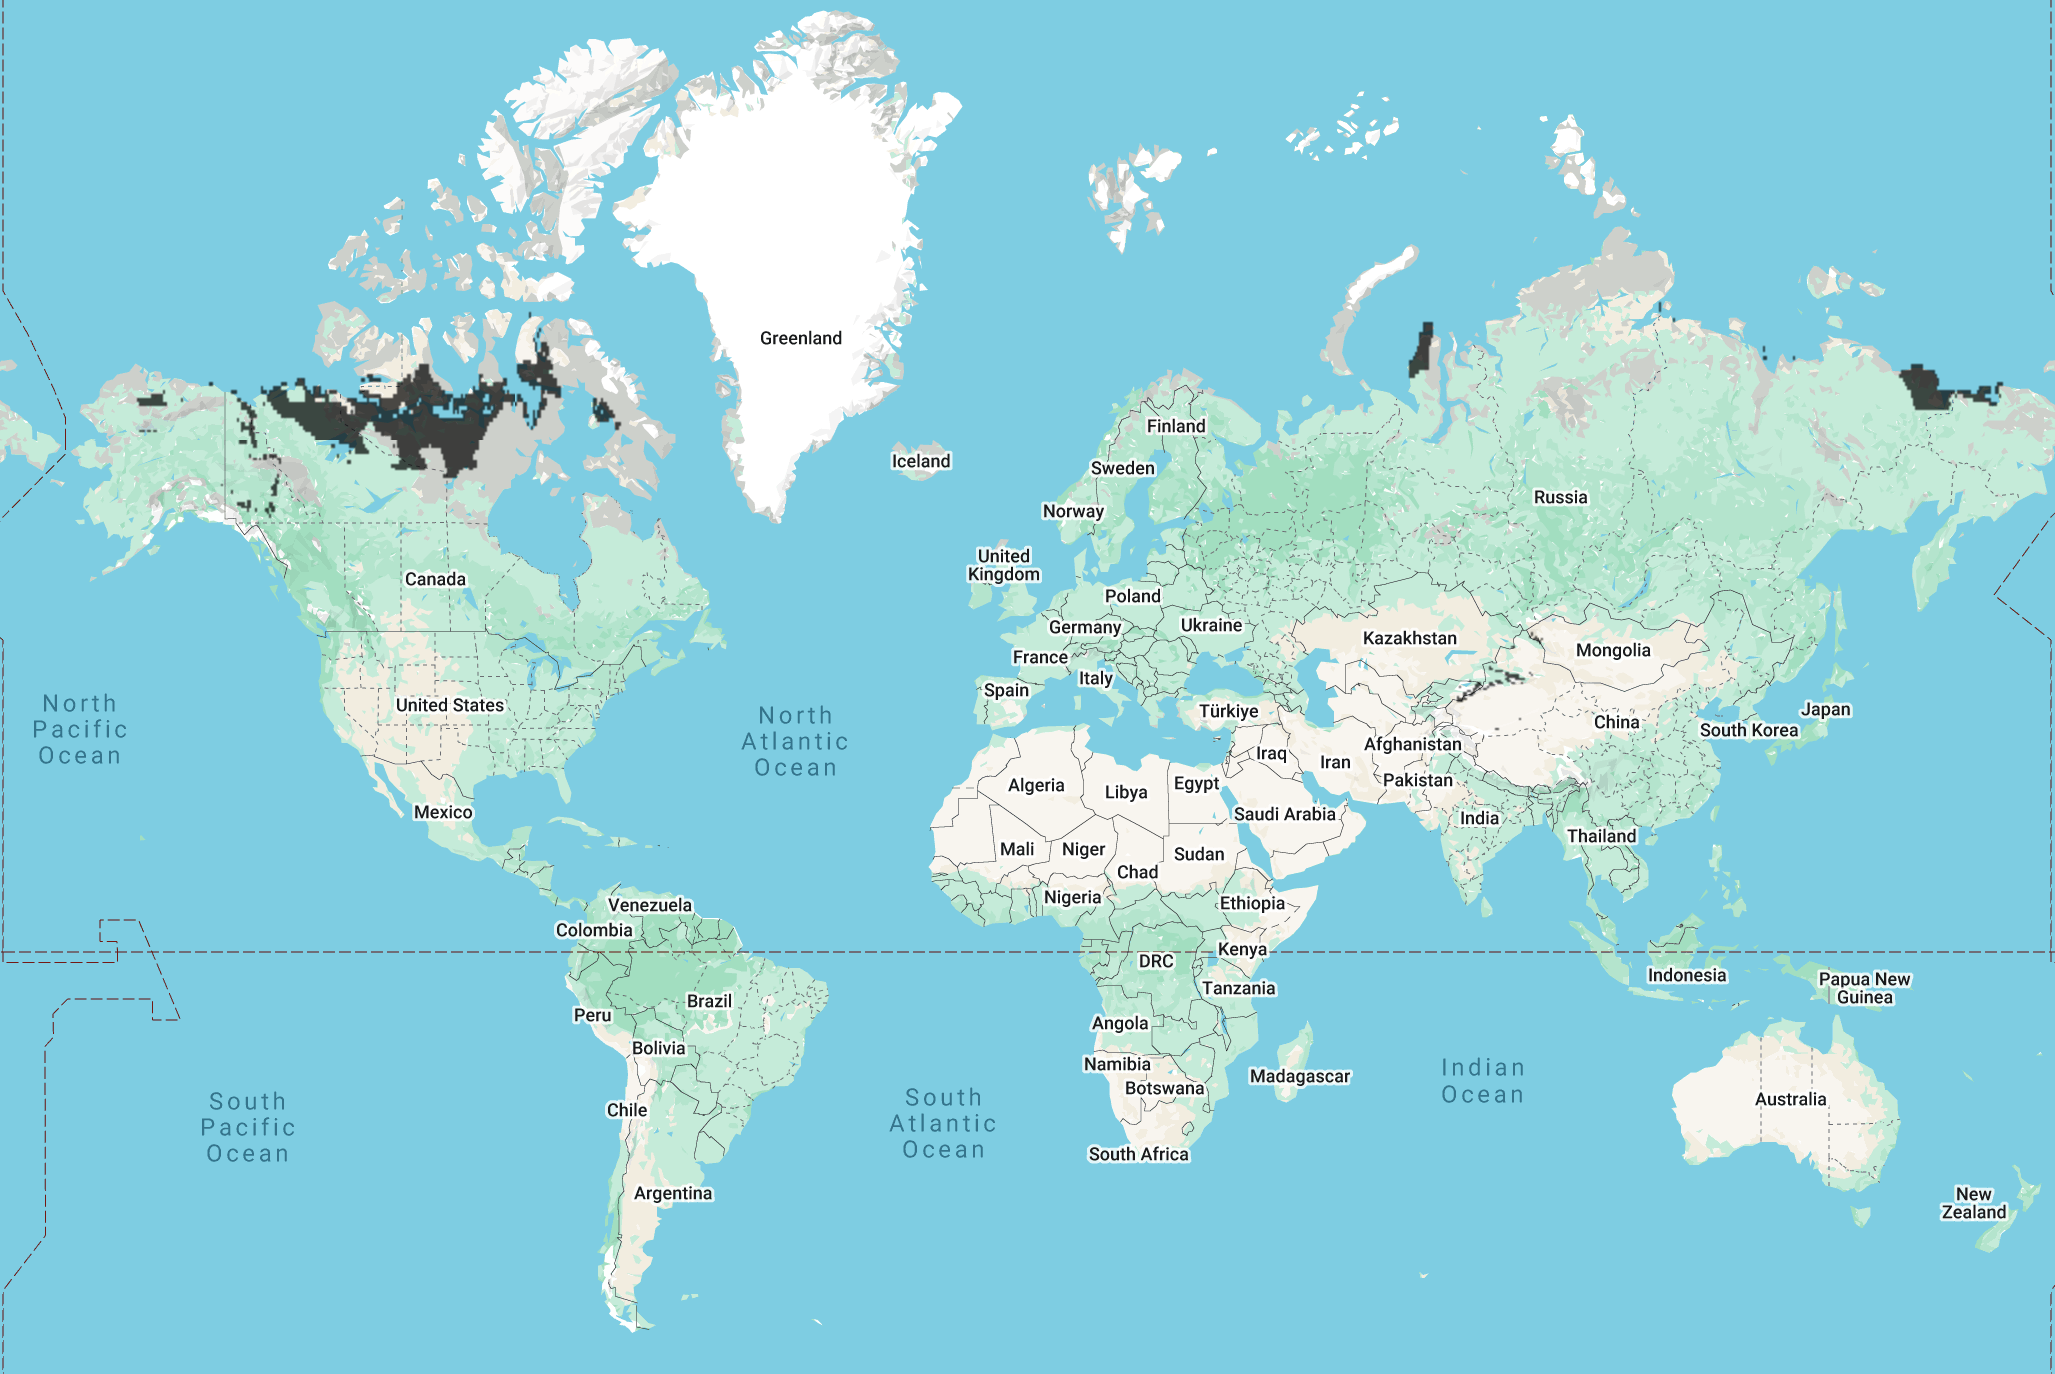 Greenland
Iceland
Finland
Sweden
Norway
Russia
United
Kingdom
Canada
Poland
Germany
Ukraine
France
Italy
Spain
Kazakhstan
Mongolia
United States
Türkiye
China
Japan
South Korea
North
Pacific
Ocean
North
Atlantic
Ocean
Iraq
Iran
Afghanistan
Pakistan
Algeria
Libya
Egypt
Saudi Arabia
India
Thailand
Mexico
Mali
Niger
Chad
Sudan
Nigeria
Ethiopia
Venezuela
Colombia
Kenya
DRC
Tanzania
Indonesia
Papua New
Guinea
Brazil
Peru
Angola
Bolivia
Namibia
Botswana
Madagascar
Indian
Ocean
Chile
Australia
South
Pacific
Ocean
South
Atlantic
Ocean
South Africa
Argentina
New
Zealand